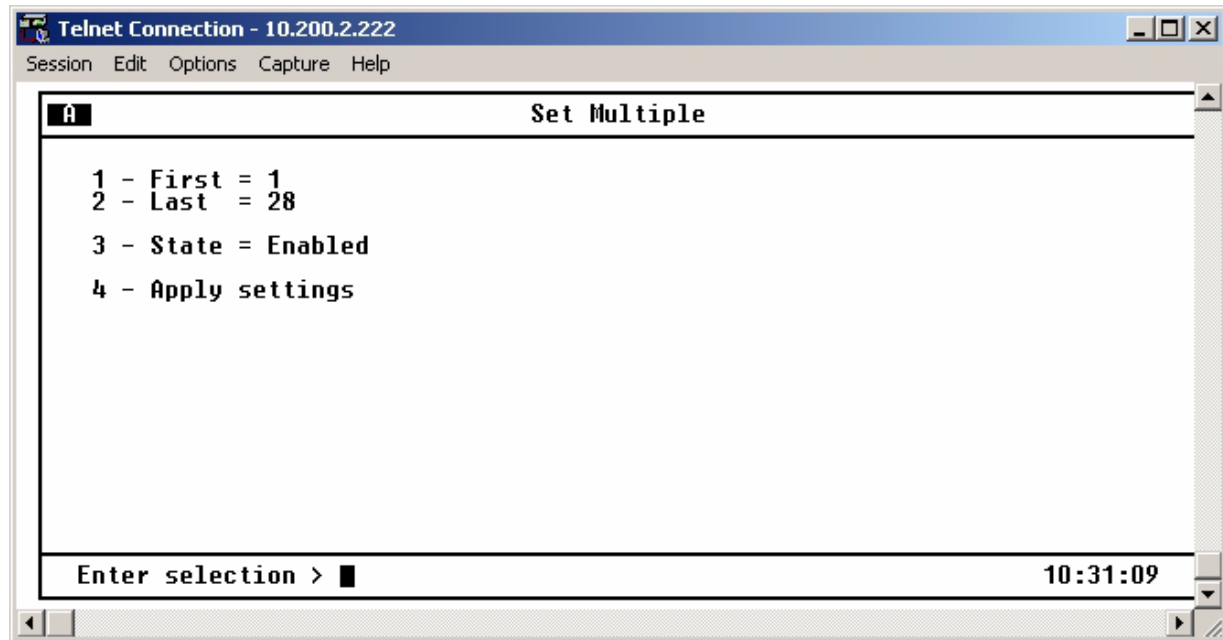 Telnet Connection - 10.200.2.222
Session Edit Options Capture Help
A Set Multiple
1 - First = 1
2 - Last = 28
3 - State = Enabled
4 - Apply settings
Enter selection > 10:31:09